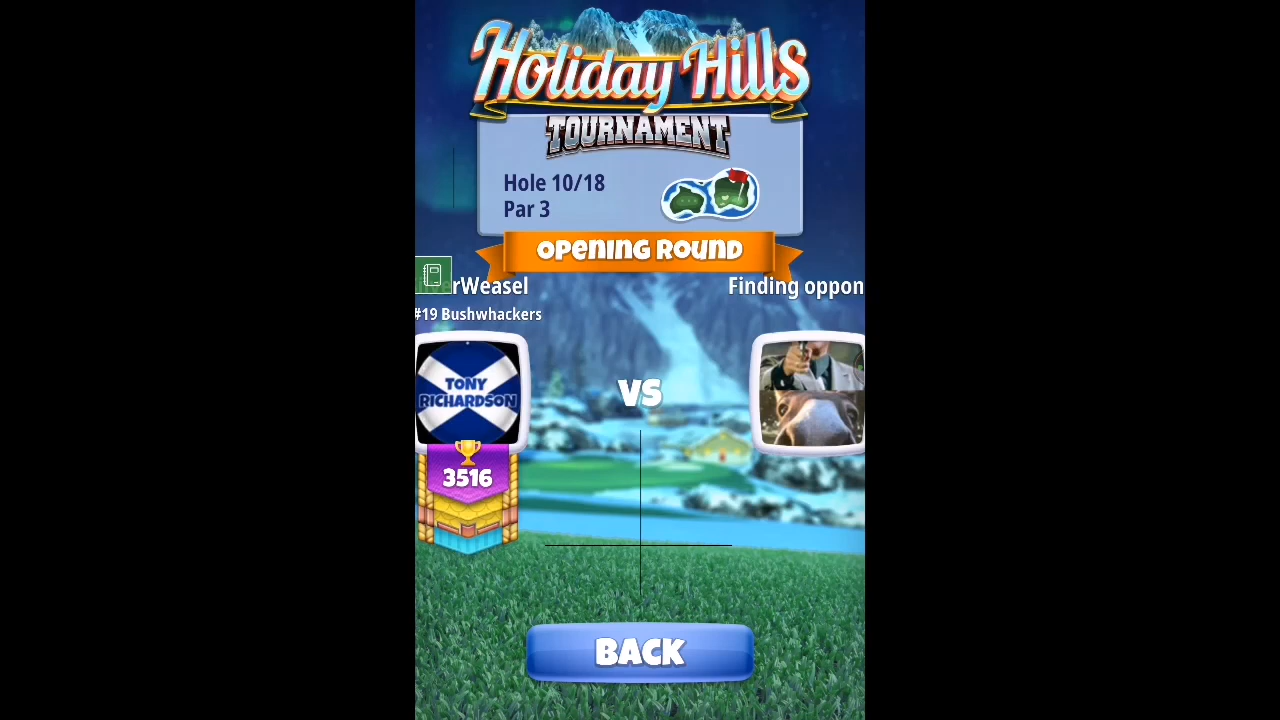 Holiday Hills
TOURNAMENT
Hole 10/18
Par 3
OPENING ROUND
rWeasel
Finding oppon
#19 Bushwhackers
TONY
RICHARDSON
VS
3516
BACK